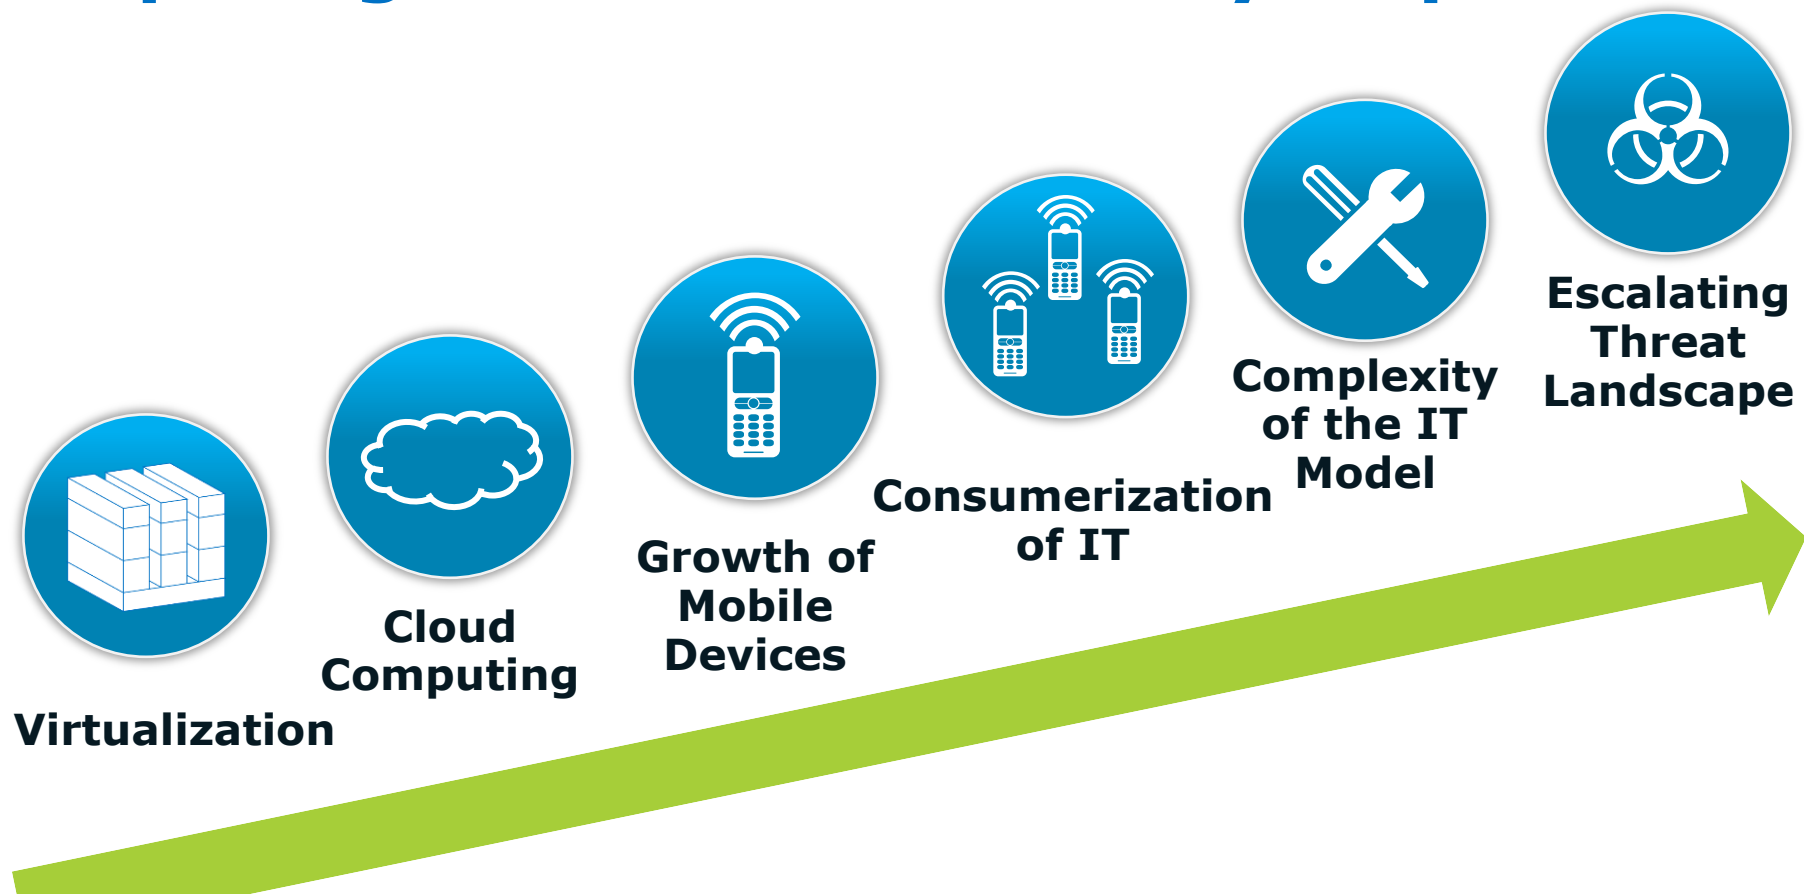 Virtualization
Cloud
Computing
Growth of
Mobile
Devices
Consumerization
of IT
Complexity
of the IT
Model
Escalating
Threat
Landscape